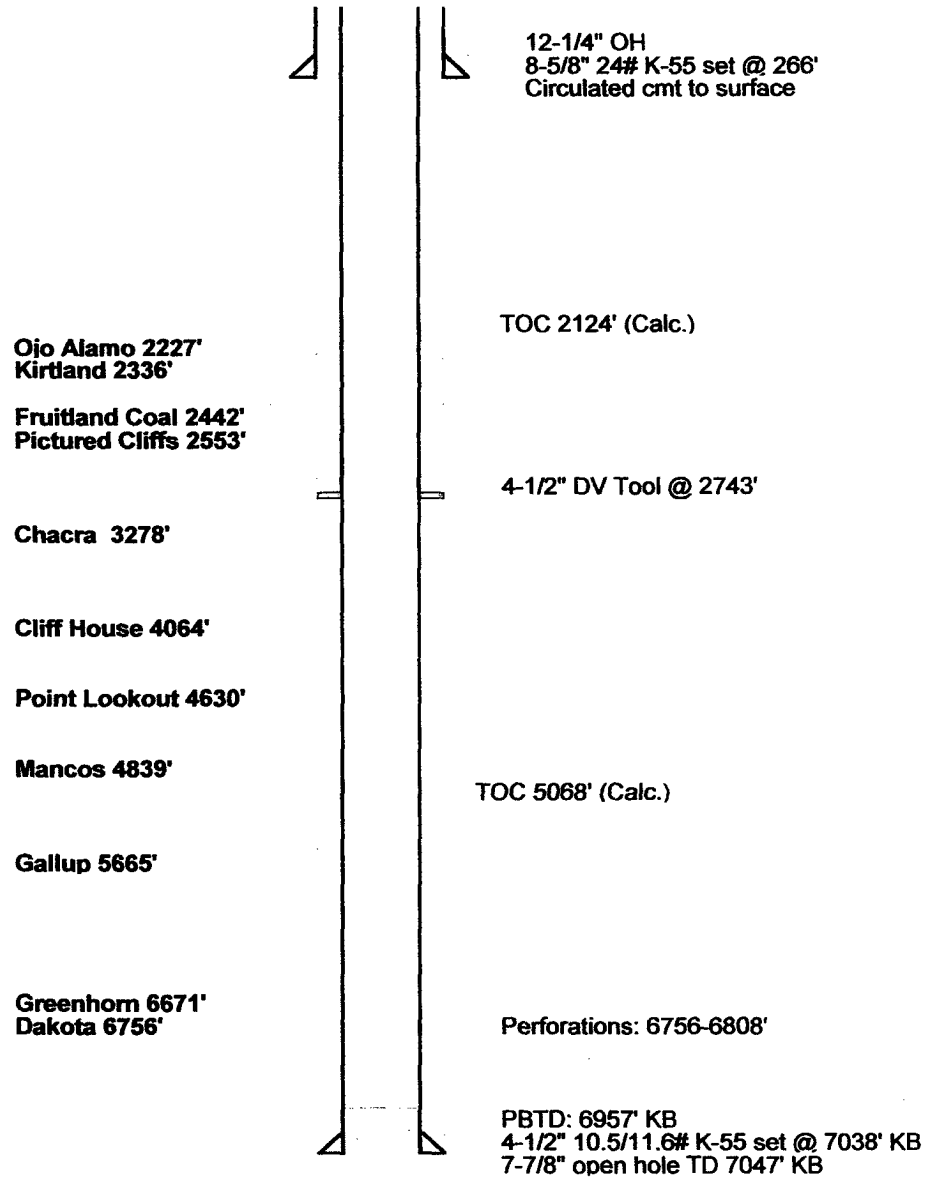 12-1/4" OH
8-5/8" 24# K-55 set @ 266'
Circulated cmt to surface
TOC 2124' (Calc.)
Ojo Alamo 2227'
Kirtland 2336'
Fruitland Coal 2442'
Pictured Cliffs 2553'
4-1/2" DV Tool @ 2743'
Chacra 3278'
Cliff House 4064'
Point Lookout 4630'
Mancos 4839'
TOC 5068' (Calc.)
Gallup 5665'
Greenhorn 6671'
Dakota 6756'
Perforations: 6756-6808'
PBTD: 6957' KB
4-1/2" 10.5/11.6# K-55 set @ 7038' KB
7-7/8" open hole TD 7047' KB